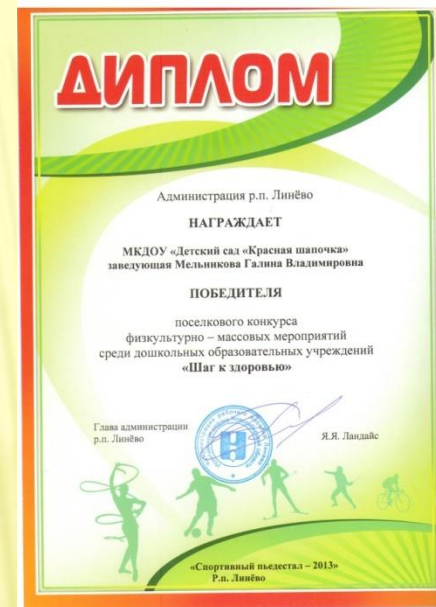 ДИПЛОМ
Администрация р.п. Линёво
НАГРАЖДАЕТ
МКДОУ «Детский сад «Красная шапочка»
заведующая Мельникова Галина Владимировна
ПОБЕДИТЕЛЯ
поселкового конкурса
физкультурно – массовых мероприятий
среди дошкольных образовательных учреждений
«Шаг к здоровью»
Глава администрации
р.п. Линёво
Я.Я. Ландайс
«Спортивный пьедестал – 2013»
Р.п. Линёво